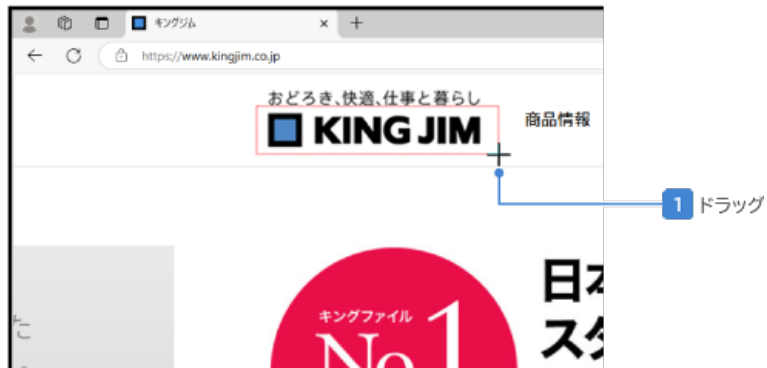 キングジム
https://www.kingjim.co.jp
おどろき、快適、仕事と暮らし
KING JIM
商品情報
1 ドラッグ
日本
スタ
キングファイル
No.1
た